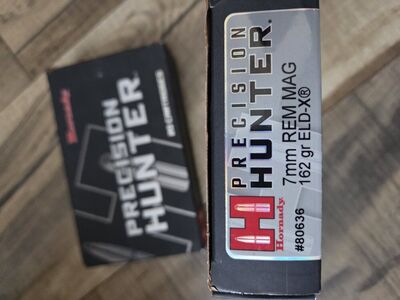 Hornady
PRECISION
HUNTER
20 CARTRIDGES
PRECISION
HUNTER
H
Hornady
7mm REM MAG
162 gr ELD-X®
#80636